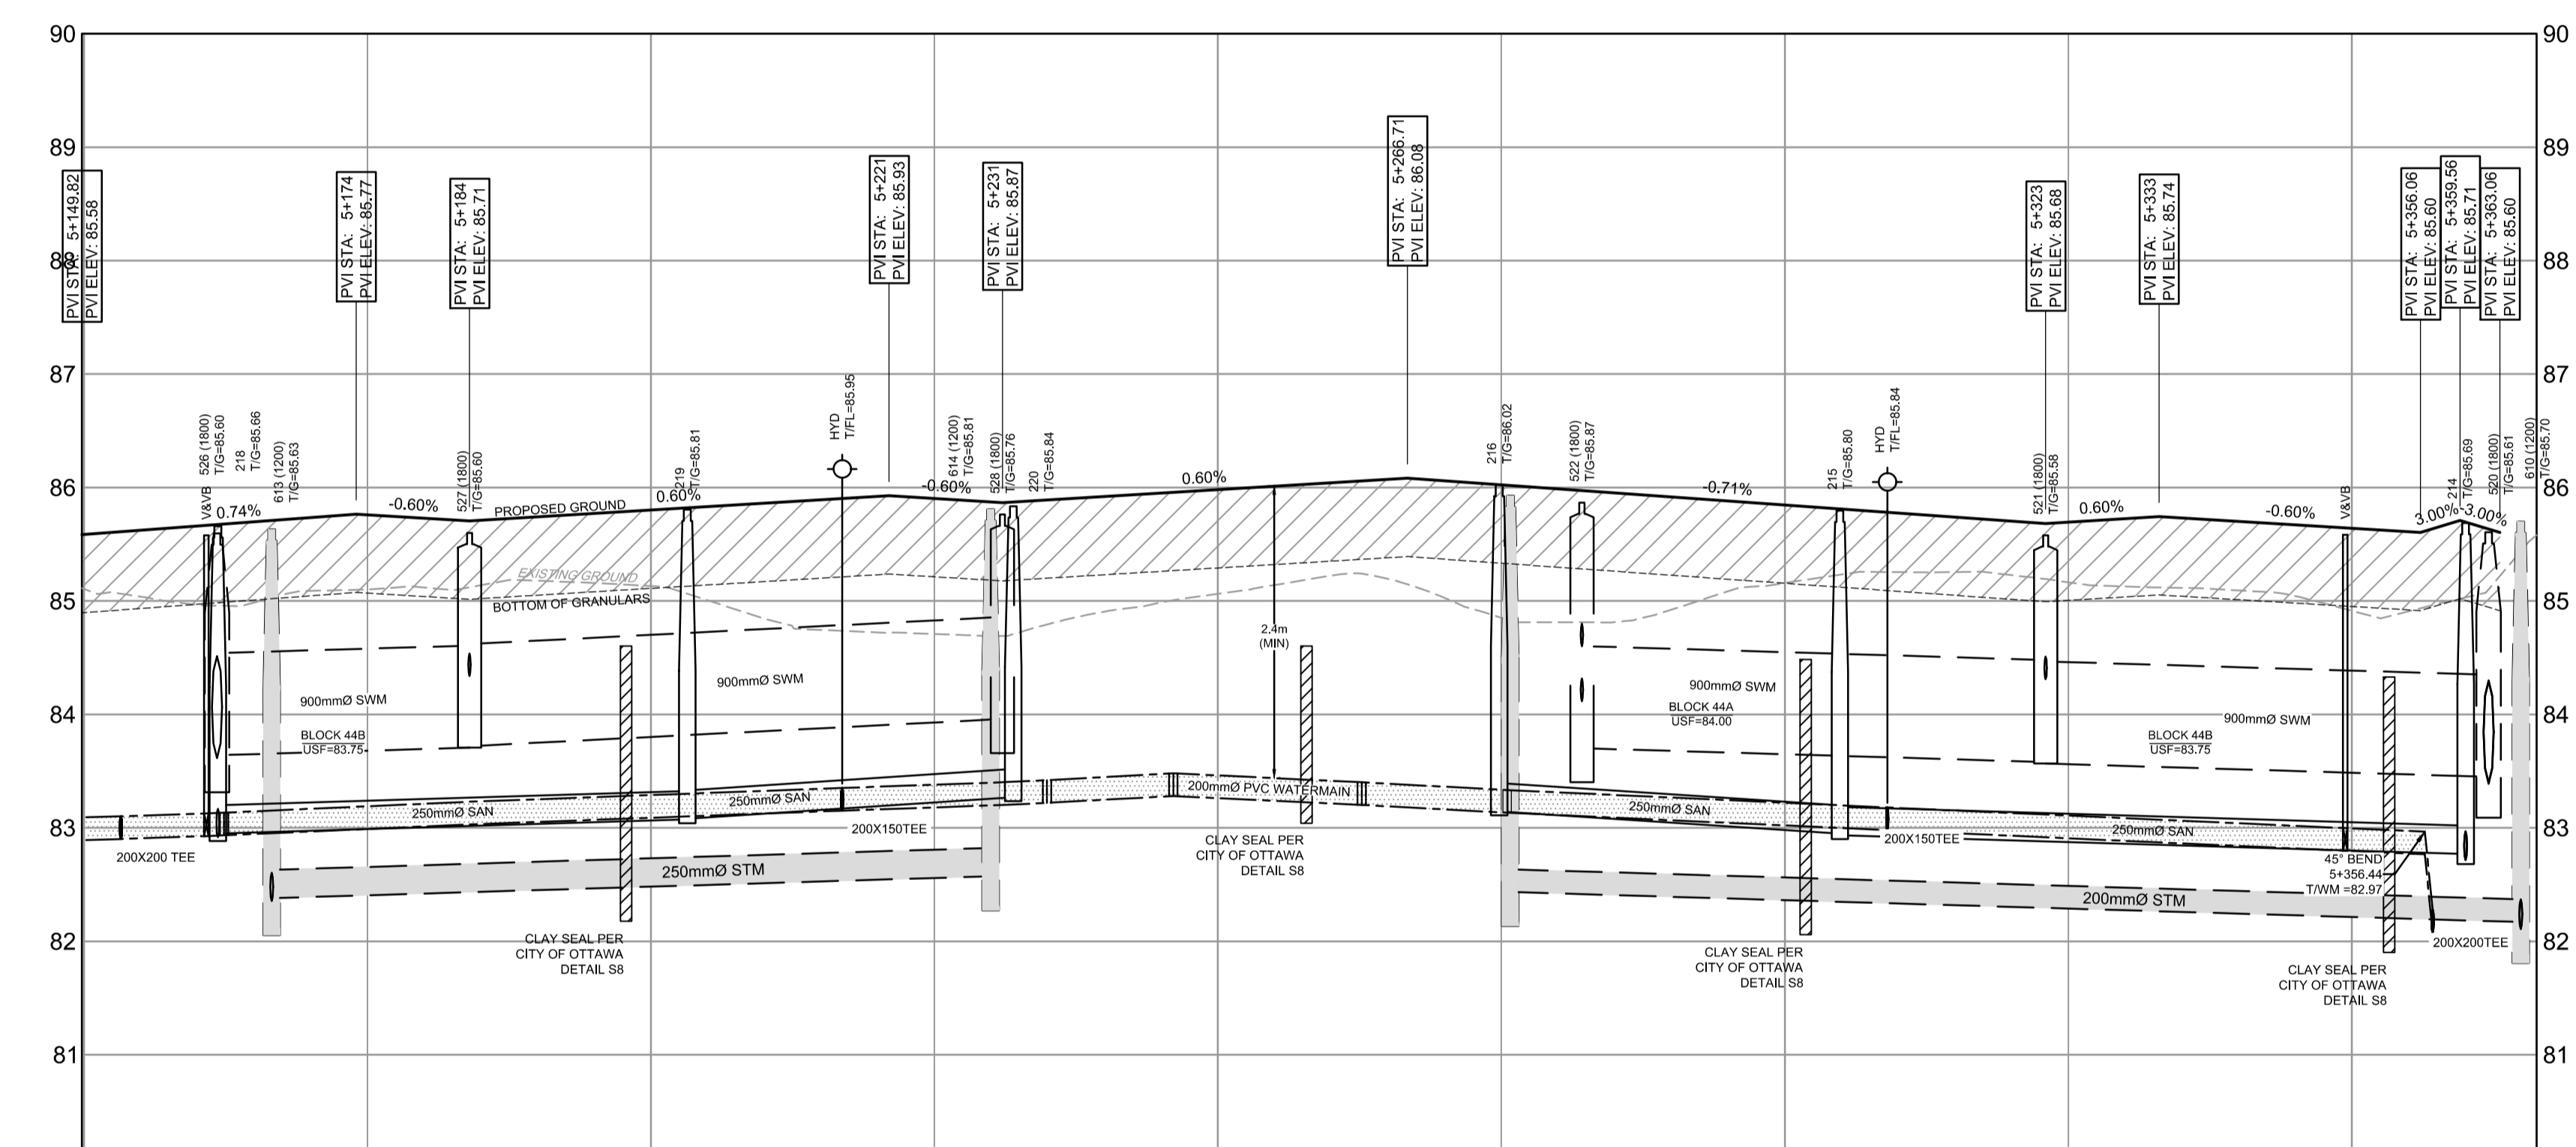 90
89
88
87
86
85
84
83
82
81
90
89
88
87
86
85
84
83
82
81
PVI STA: 5+149.82
PVI ELEV: 85.58
PVI STA: 5+174
PVI ELEV: 85.77
PVI STA: 5+184
PVI ELEV: 85.71
PVI STA: 5+221
PVI ELEV: 85.93
PVI STA: 5+231
PVI ELEV: 85.87
PVI STA: 5+266.71
PVI ELEV: 86.08
PVI STA: 5+323
PVI ELEV: 85.68
PVI STA: 5+333
PVI ELEV: 85.74
PVI STA: 5+356.06
PVI ELEV: 85.60
PVI STA: 5+359.56
PVI ELEV: 85.71
PVI STA: 5+363.06
PVI ELEV: 85.60
V&VB
526 (1800)
T/G=85.60
218
T/G=85.66
613 (1200)
T/G=85.63
527 (1800)
T/G=85.60
219
T/G=85.81
HYD
T/FL=85.95
614 (1200)
T/G=85.81
528 (1800)
T/G=85.76
220
T/G=85.84
216
T/G=86.02
522 (1800)
T/G=85.87
215
T/G=85.80
HYD
T/FL=85.84
521 (1800)
T/G=85.58
V&VB
214
T/G=85.69
520 (1800)
T/G=85.61
610 (1200)
T/G=85.70
0.74%
-0.60%
PROPOSED GROUND
0.60%
-0.60%
0.60%
-0.71%
0.60%
-0.60%
3.00%
-3.00%
EXISTING GROUND
BOTTOM OF GRANULARS
2.4m
(MIN)
900mmØ SWM
900mmØ SWM
900mmØ SWM
900mmØ SWM
BLOCK 44B
USF=83.75
BLOCK 44A
USF=84.00
BLOCK 44B
USF=83.75
250mmØ SAN
250mmØ SAN
200mmØ PVC WATERMAIN
250mmØ SAN
250mmØ SAN
200X200 TEE
200X150TEE
200X150TEE
CLAY SEAL PER
CITY OF OTTAWA
DETAIL S8
45° BEND
5+356.44
T/WM =82.97
250mmØ STM
200mmØ STM
200X200TEE
CLAY SEAL PER
CITY OF OTTAWA
DETAIL S8
CLAY SEAL PER
CITY OF OTTAWA
DETAIL S8
CLAY SEAL PER
CITY OF OTTAWA
DETAIL S8